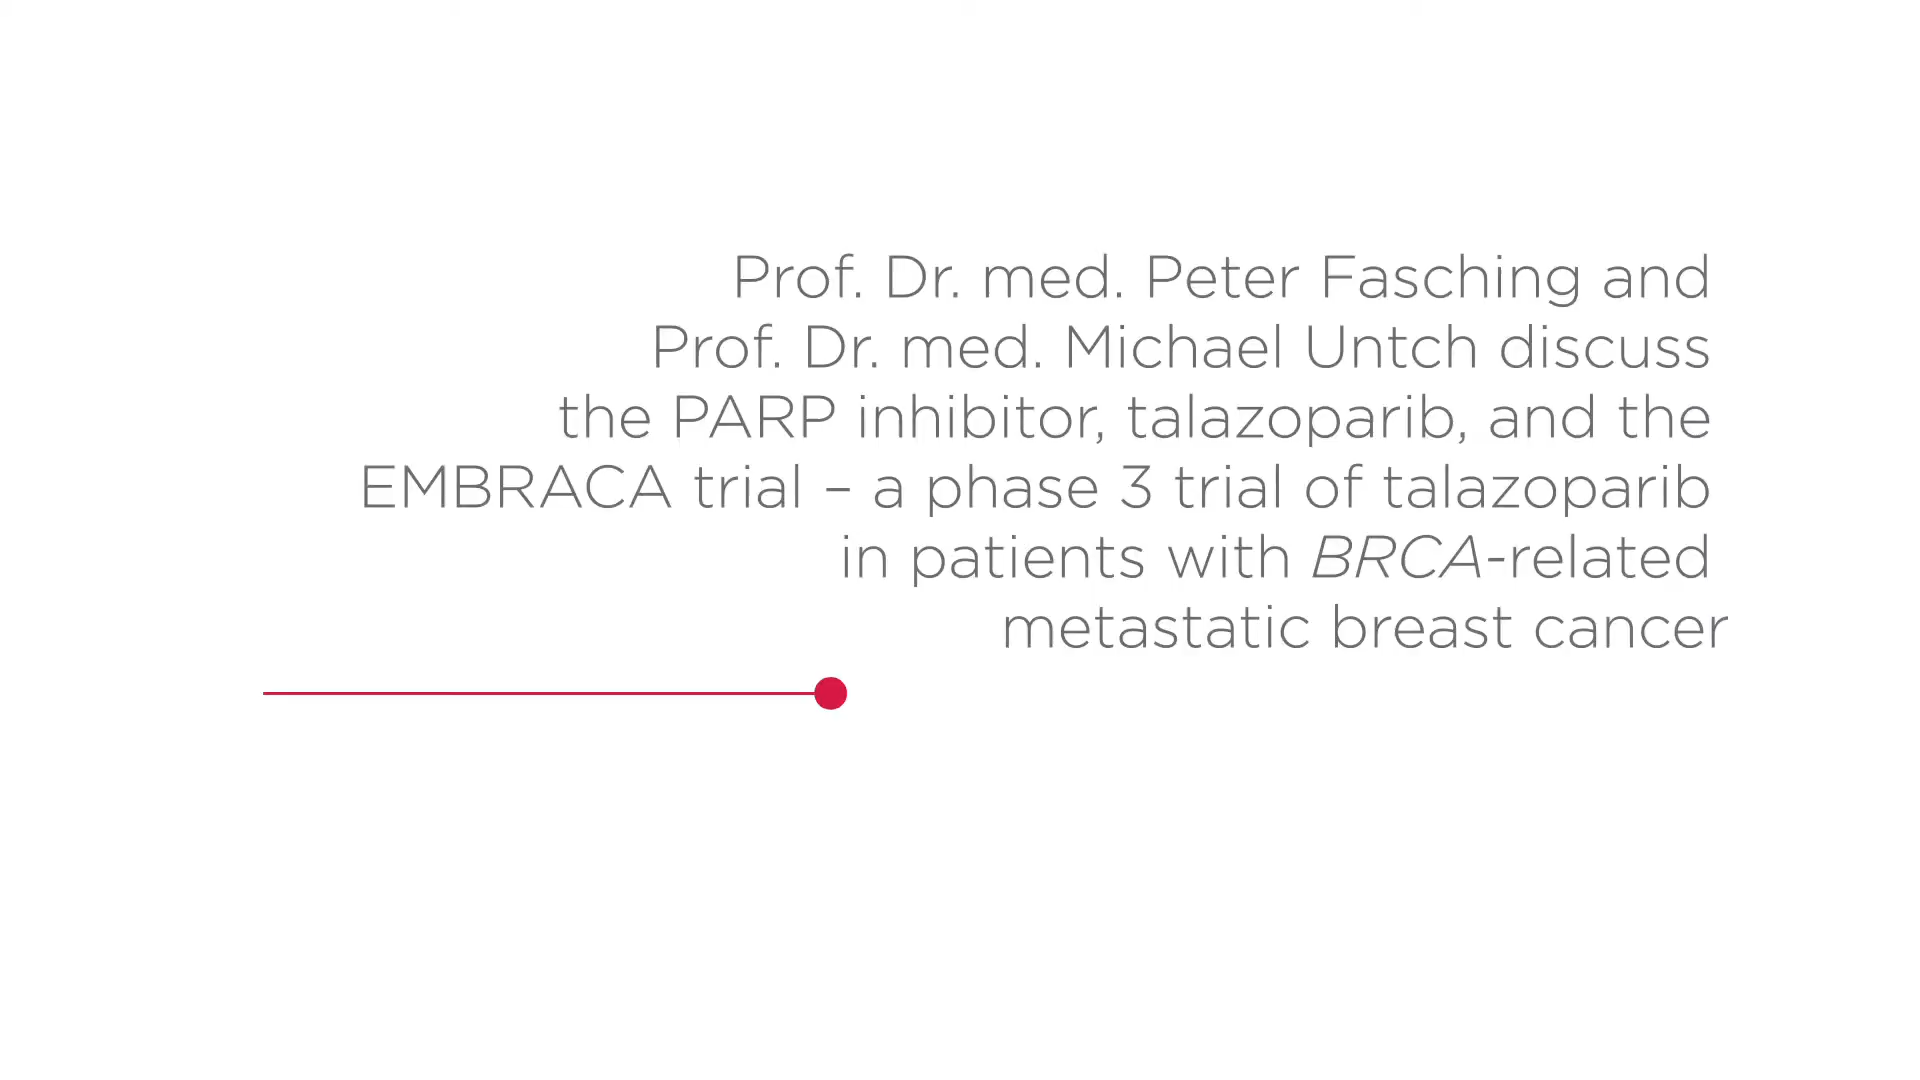 Prof. Dr. med. Peter Fasching and
Prof. Dr. med. Michael Untch discuss
the PARP inhibitor, talazoparib, and the
EMBRACA trial – a phase 3 trial of talazoparib
in patients with BRCA-related
metastatic breast cancer